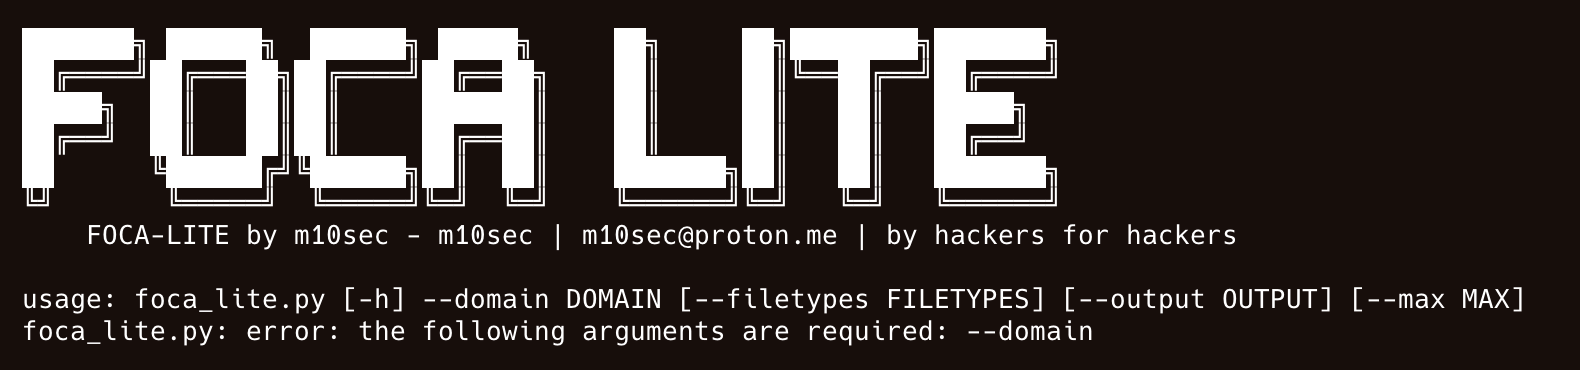 FOCA LITE
FOCA-LITE by m10sec - m10sec | m10sec@proton.me | by hackers for hackers
usage: foca_lite.py [-h] --domain DOMAIN [--filetypes FILETYPES] [--output OUTPUT] [--max MAX]
foca_lite.py: error: the following arguments are required: --domain